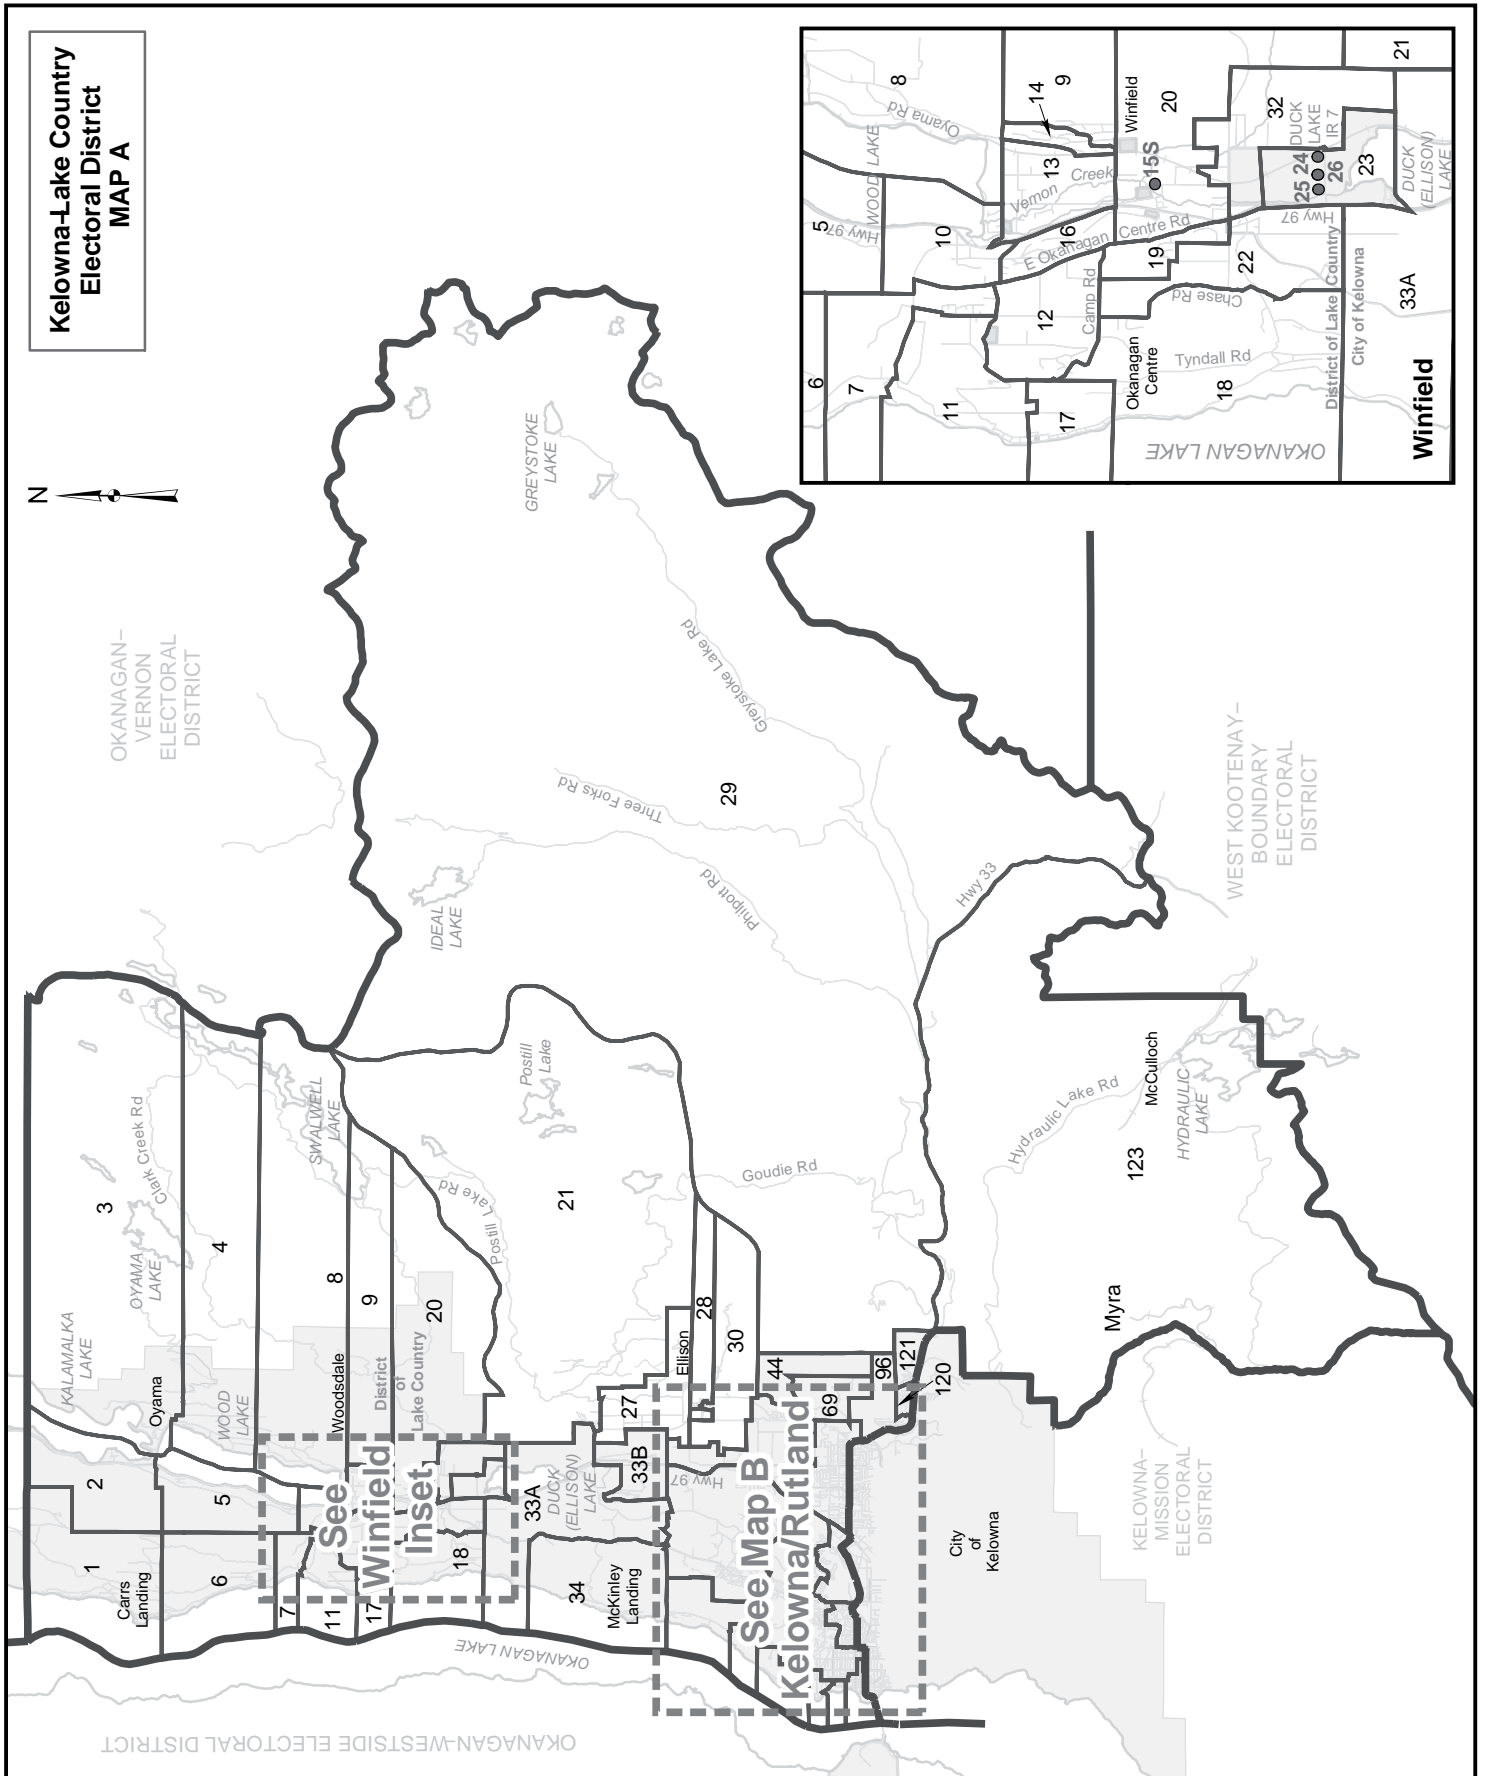 Kelowna-Lake Country
Electoral District
MAP A
N
OKANAGAN–
VERNON
ELECTORAL
DISTRICT
WEST KOOTENAY–
BOUNDARY
ELECTORAL
DISTRICT
KELOWNA–
MISSION
ELECTORAL
DISTRICT
OKANAGAN–WESTSIDE ELECTORAL DISTRICT
KALAMALKA
LAKE
OYAMA
LAKE
Clark Creek Rd
SWALWELL
LAKE
WOOD
LAKE
Oyama
Woodsdale
District
of
Lake Country
Carrs
Landing
McKinley
Landing
OKANAGAN LAKE
DUCK
(ELLISON)
LAKE
Hwy 97
Ellison
Postill Lake Rd
Postill
Lake
IDEAL
LAKE
GREYSTOKE
LAKE
Greystoke Lake Rd
Three Forks Rd
Philpott Rd
Goudie Rd
Hwy 33
Hydraulic Lake Rd
McCulloch
HYDRAULIC
LAKE
Myra
City
of
Kelowna
See
Winfield
Inset
See Map B
Kelowna/Rutland
1
2
3
4
5
6
7
8
9
11
17
18
20
21
27
28
29
30
33A
33B
34
44
69
96
120
121
123
Winfield
5
6
7
8
9
10
11
12
13
14
15S
16
17
18
19
20
21
22
23
24
25
26
32
33A
WOOD LAKE
Hwy 97
Oyama Rd
Vernon Creek
Winfield
E Okanagan Centre Rd
Camp Rd
Chase Rd
Tyndall Rd
Okanagan
Centre
OKANAGAN LAKE
DUCK
LAKE
IR 7
DUCK
(ELLISON)
LAKE
Hwy 97
District of Lake Country
City of Kelowna